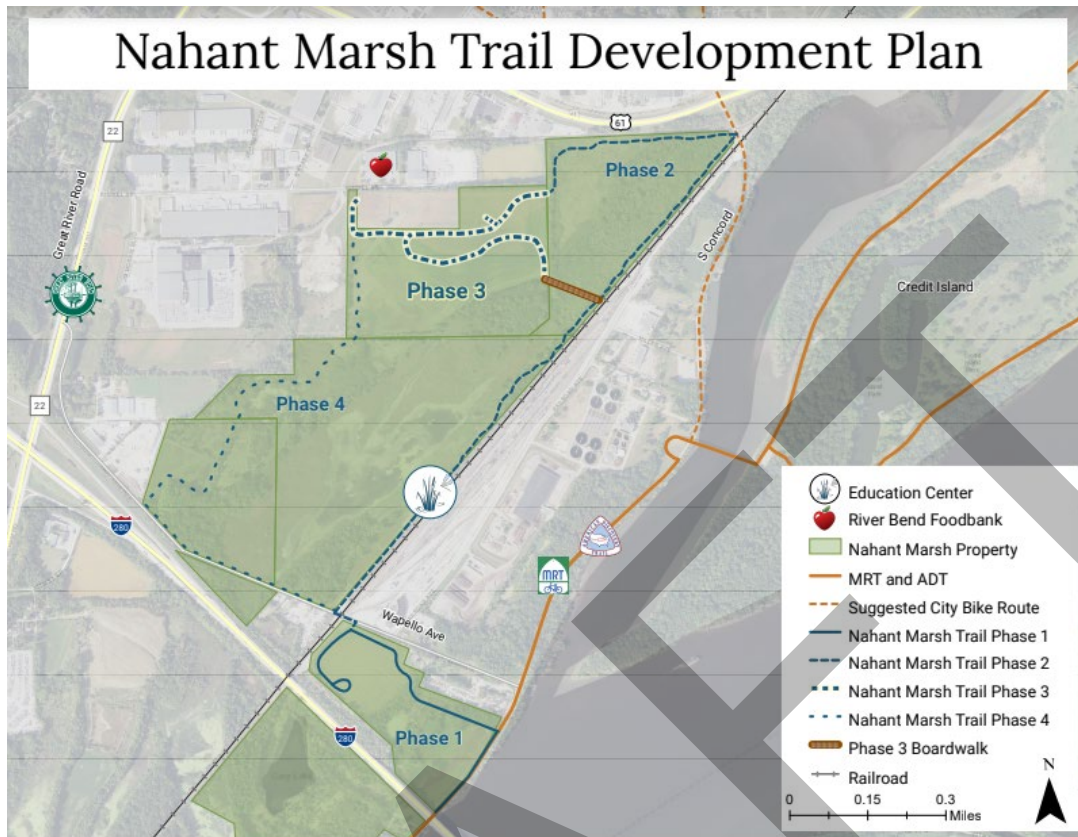 Nahant Marsh Trail Development Plan
22
61
Great River Road
Phase 2
S Concord
Phase 3
Credit Island
22
Phase 4
280
MRT
Wapello Ave
Phase 1
280
Education Center
River Bend Foodbank
Nahant Marsh Property
MRT and ADT
Suggested City Bike Route
Nahant Marsh Trail Phase 1
Nahant Marsh Trail Phase 2
Nahant Marsh Trail Phase 3
Nahant Marsh Trail Phase 4
Phase 3 Boardwalk
Railroad
N
0 0.15 0.3
Miles